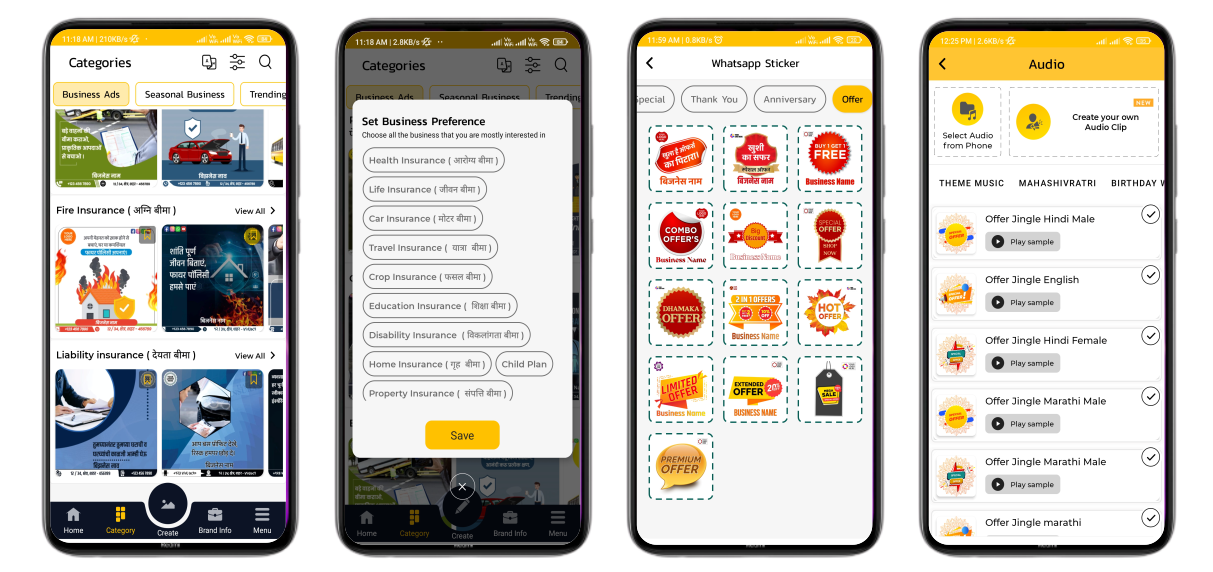 11:18 AM | 210KB/s
Categories
Business Ads
Seasonal Business
Trending
बड़े वाहनों की
बीमा कराओ,
प्राकृतिक आपदाओं
से बचाओ।
बिजनेस नाम
Fire Insurance ( अग्नि बीमा )
View All
शांति पूर्ण
जीवन बिताएं,
फायर पॉलिसी
हमसे पाएं
बिजनेस नाम
बिजनेस नाम
Liability insurance ( देयता बीमा )
View All
बिजनेस नाम
Home
Category
Create
Brand Info
Menu
11:18 AM | 2.8KB/s
Categories
Business Ads
Seasonal Business
Trending
Set Business Preference
Choose all the business that you are mostly interested in
Health Insurance ( आरोग्य बीमा )
Life Insurance ( जीवन बीमा )
Car Insurance ( मोटर बीमा )
Travel Insurance ( यात्रा बीमा )
Crop Insurance ( फसल बीमा )
Education Insurance ( शिक्षा बीमा )
Disability Insurance ( विकलांगता बीमा )
Home Insurance ( गृह बीमा )
Child Plan
Property Insurance ( संपत्ति बीमा )
Save
Home
Category
Create
Brand Info
Menu
11:59 AM | 0.8KB/s
Whatsapp Sticker
Special
Thank You
Anniversary
Offer
खुला है ऑफर्स
का पिटारा!
बिजनेस नाम
खुशी
का सफर
स्पेशल ऑफर
बिजनेस नाम
BUY 1 GET 1
FREE
Business Name
COMBO
OFFER'S
Business Name
Big
Discount
Business Name
SPECIAL
OFFER
SHOP
NOW
DHAMAKA
OFFER
2 IN 1 OFFERS
Business Name
HOT
OFFER
LIMITED
OFFER
Business Name
EXTENDED
OFFER
BUSINESS NAME
MEGA
SALE
PREMIUM
OFFER
12:25 PM | 2.6KB/s
Audio
Select Audio
from Phone
NEW
Create your own
Audio Clip
THEME MUSIC
MAHASHIVRATRI
BIRTHDAY
Offer Jingle Hindi Male
Play sample
Offer Jingle English
Play sample
Offer Jingle Hindi Female
Play sample
Offer Jingle Marathi Male
Play sample
Offer Jingle Marathi Male
Play sample
Offer Jingle marathi